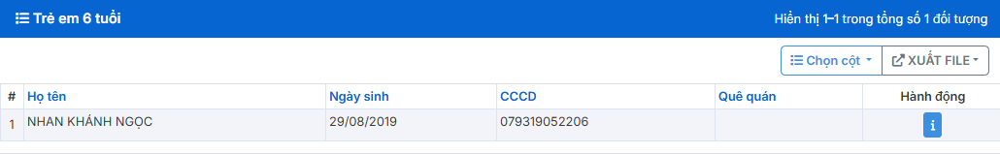 Trẻ em 6 tuổi
Hiển thị 1–1 trong tổng số 1 đối tượng
Chọn cột
XUẤT FILE
# Họ tên Ngày sinh CCCD Quê quán Hành động
1 NHAN KHÁNH NGỌC 29/08/2019 079319052206